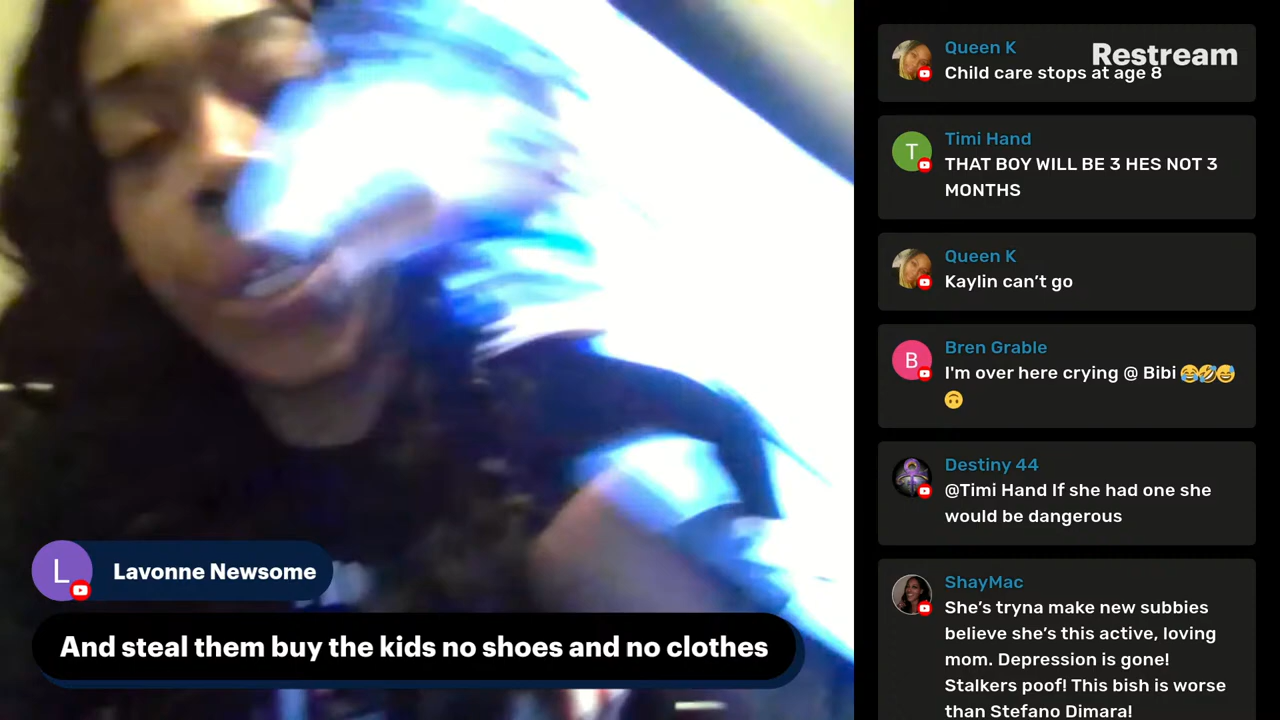 Queen K
Restream
Child care stops at age 8
Timi Hand
THAT BOY WILL BE 3 HES NOT 3
MONTHS
Queen K
Kaylin can’t go
Bren Grable
I'm over here crying @ Bibi 😂🤣😅
🙃
Destiny 44
@Timi Hand If she had one she
would be dangerous
ShayMac
She’s tryna make new subbies
believe she’s this active, loving
mom. Depression is gone!
Stalkers poof! This bish is worse
than Stefano Dimara!
L
Lavonne Newsome
And steal them buy the kids no shoes and no clothes
T
B